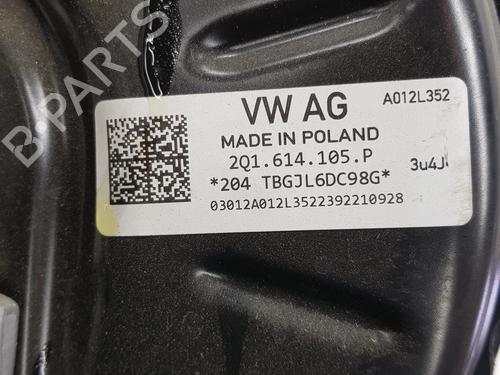 B-PARTS
VW AG
A012L352
MADE IN POLAND
2Q1.614.105.P
3u4J
*204 TBGJL6DC98G*
03012A012L3522392210928